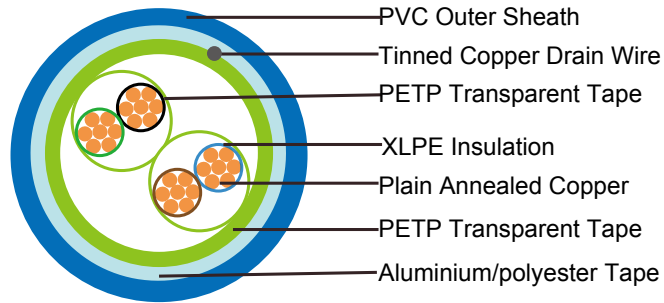 PVC Outer Sheath
Tinned Copper Drain Wire
PETP Transparent Tape
XLPE Insulation
Plain Annealed Copper
PETP Transparent Tape
Aluminium/polyester Tape